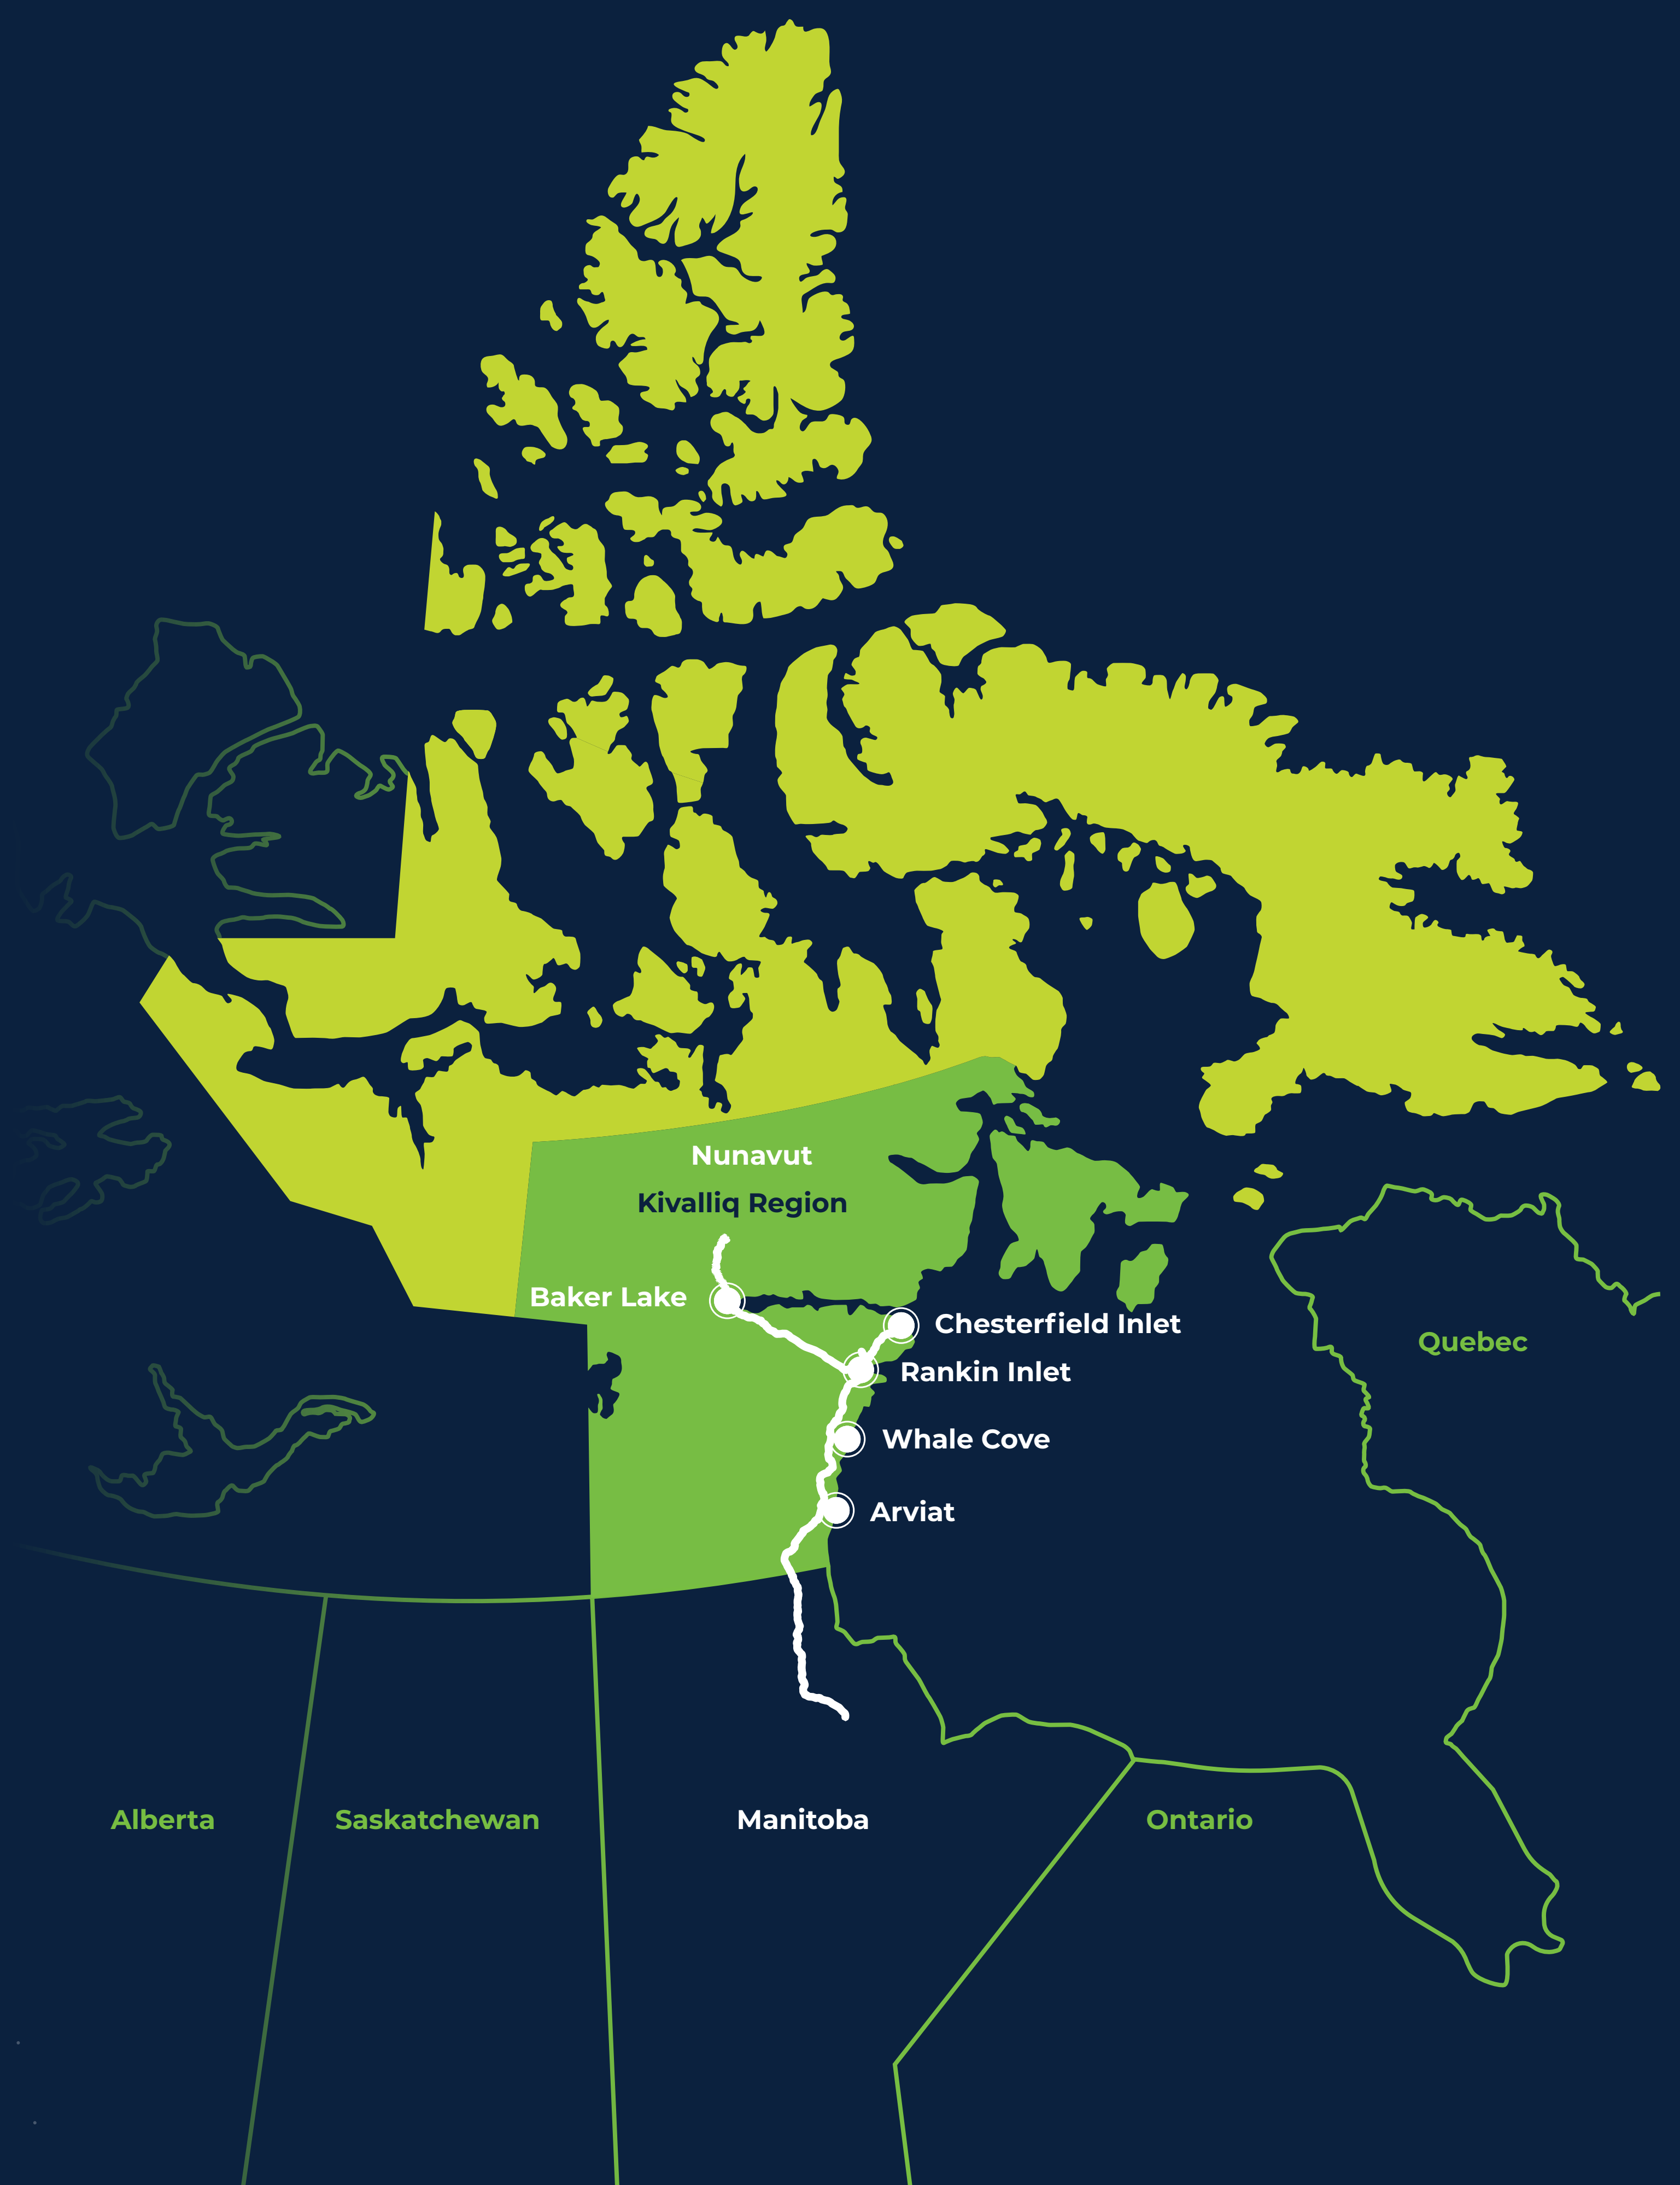 Nunavut
Kivalliq Region
Baker Lake
Chesterfield Inlet
Quebec
Rankin Inlet
Whale Cove
Arviat
Alberta
Saskatchewan
Manitoba
Ontario